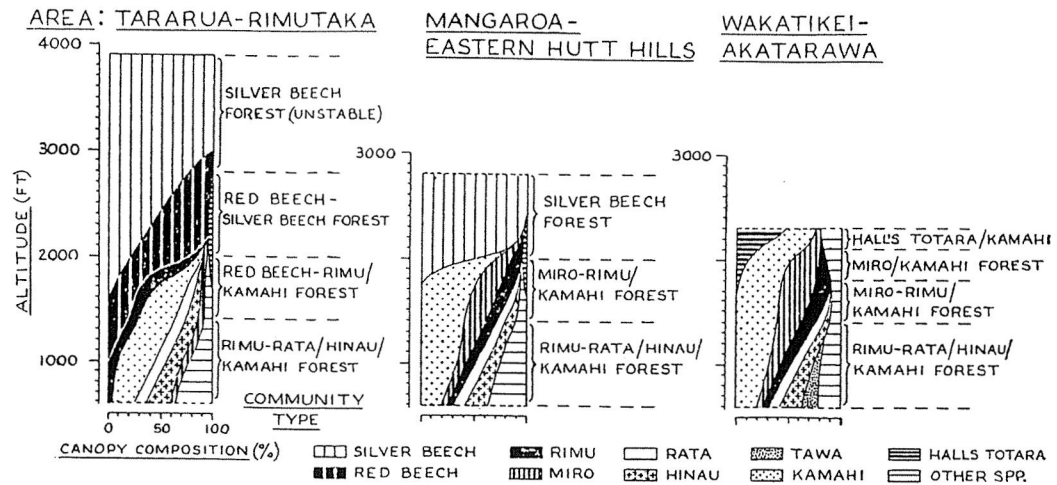 AREA: TARARUA-RIMUTAKA
MANGAROA-
EASTERN HUTT HILLS
WAKATIKEI-
AKATARAWA
ALTITUDE (FT)
4000
3000
2000
1000
SILVER BEECH
FOREST (UNSTABLE)
RED BEECH-
SILVER BEECH FOREST
RED BEECH-RIMU/
KAMAHI FOREST
RIMU-RATA/HINAU/
KAMAHI FOREST
COMMUNITY
TYPE
0 50 100
CANOPY COMPOSITION (%)
3000
SILVER BEECH
FOREST
MIRO-RIMU/
KAMAHI FOREST
RIMU-RATA/HINAU/
KAMAHI FOREST
3000
HALL'S TOTARA/KAMAHI
MIRO/KAMAHI FOREST
MIRO-RIMU/
KAMAHI FOREST
RIMU-RATA/HINAU/
KAMAHI FOREST
SILVER BEECH RIMU RATA TAWA HALLS TOTARA
RED BEECH MIRO HINAU KAMAHI OTHER SPP.